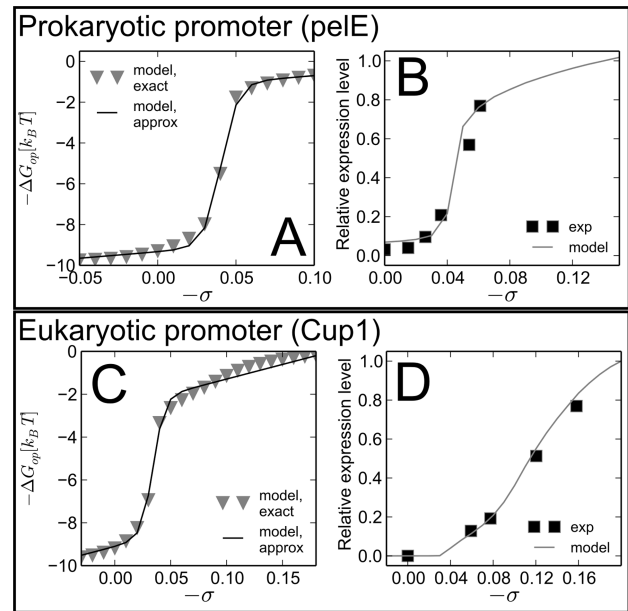 Prokaryotic promoter (pelE)
0
−2
−4
−6
−8
−10
−ΔG_op[k_B T]
model,
exact
model,
approx
A
−0.05 0.00 0.05 0.10
−σ
1.0
0.8
0.6
0.4
0.2
0.0
Relative expression level
B
exp
model
0.00 0.04 0.08 0.12
−σ
Eukaryotic promoter (Cup1)
0
−2
−4
−6
−8
−10
−ΔG_op[k_B T]
C
model,
exact
model,
approx
0.00 0.05 0.10 0.15
−σ
1.0
0.8
0.6
0.4
0.2
0.0
Relative expression level
D
exp
model
0.00 0.04 0.08 0.12 0.16
−σ